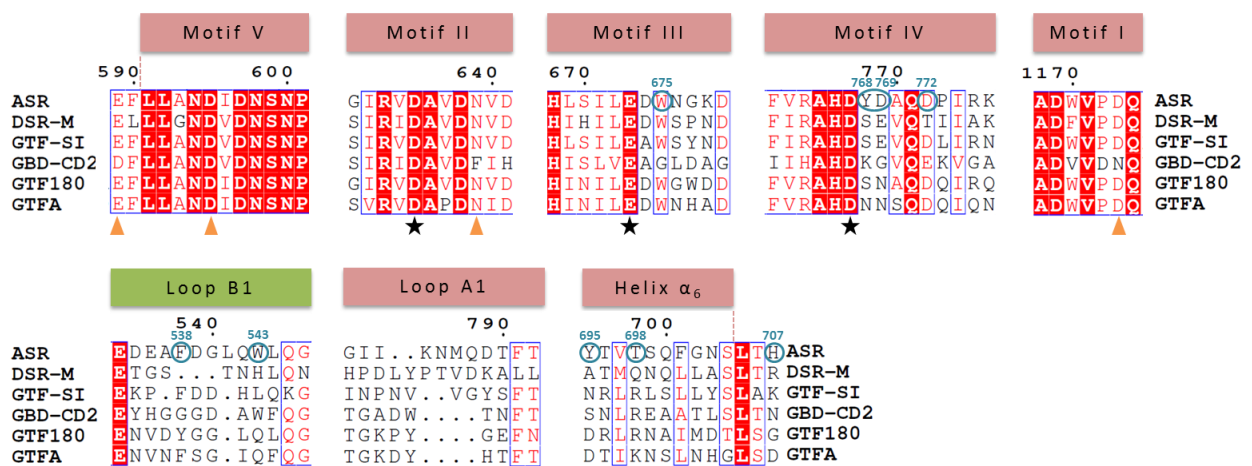 Motif V Motif II Motif III Motif IV Motif I
590 600 640 670 675 768 769 770 772 1170
ASR EFLLANDIDNSNP GIRVDAVDNVD HLSILEDWNGKD FVRAHDYDAQDPIRK ADWVPDQ ASR
DSR-M ELLLGNDVDNSNP GIRVDAVDNVD HIHILEDWSPND FIRAHDSEVQTIIAK ADFVPDQ DSR-M
GTF-SI EFLLANDIDNSNP SIRVDAVDNVD HLSILEAWSYND FIRAHDSEVQDLIRN ADWVPDQ GTF-SI
GBD-CD2 DFLLANDVDNSNP SIRIDAVDFIH HISLVEAGLDAG IIHAHDKGVQEKVGA ADVVDNQ GBD-CD2
GTF180 EFLLANDIDNSNP GIRVDAVDNVD HINILEDWGWDD FIRAHDSNAQDQIRQ ADWVPDQ GTF180
GTFA EFLLANDIDNSNP SVRVDAPDNID HINILEDWNHAD FVRAHDNNSQDQIQN ADWVPDQ GTFA
Loop B1 Loop A1 Helix α6
538 540 543 790 695 698 700 707
ASR EDEAFDGLQWLQG GII..KNMQDTFT YTVTSQFGNSLTH ASR
DSR-M ETGS...TNHLQN HPDLYPTVDKALL ATMQNQLLASLTR DSR-M
GTF-SI EKP.FDD.HLQKG INPNV..VGYSFT NRLRLSLLYSLAK GTF-SI
GBD-CD2 EYHGGGD.AWFQG TGADW....TNFT SNLREAATLSLTN GBD-CD2
GTF180 ENVDYGG.LQLQG TGKPY....GEFN DRLRNAIMDTLSG GTF180
GTFA ENVNFSG.IQFQG TGKDY....HTFT DTIKNSLNHGLSD GTFA